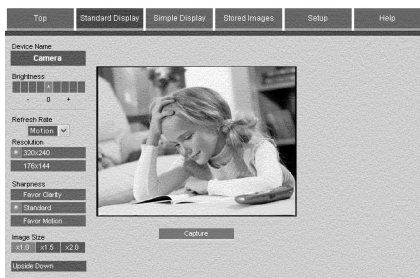 Top Standard Display Simple Display Stored Images Setup Help
Device Name
Camera
Brightness
- 0 +
Refresh Rate
Motion
Resolution
320x240
176x144
Sharpness
Favor Clarity
Standard
Favor Motion
Image Size
x1.0 x1.5 x2.0
Upside Down
Capture